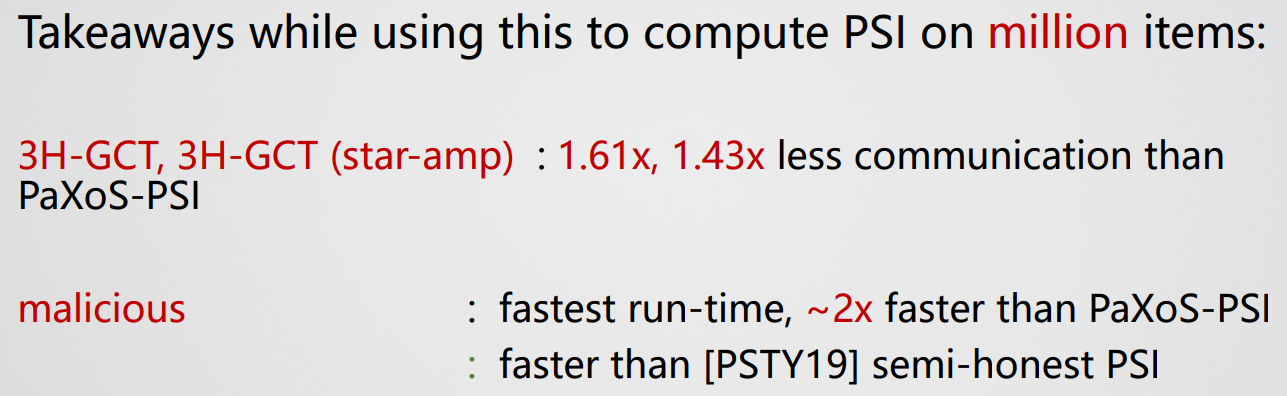 Takeaways while using this to compute PSI on million items:
3H-GCT, 3H-GCT (star-amp) : 1.61x, 1.43x less communication than
PaXoS-PSI
malicious : fastest run-time, ~2x faster than PaXoS-PSI
: faster than [PSTY19] semi-honest PSI